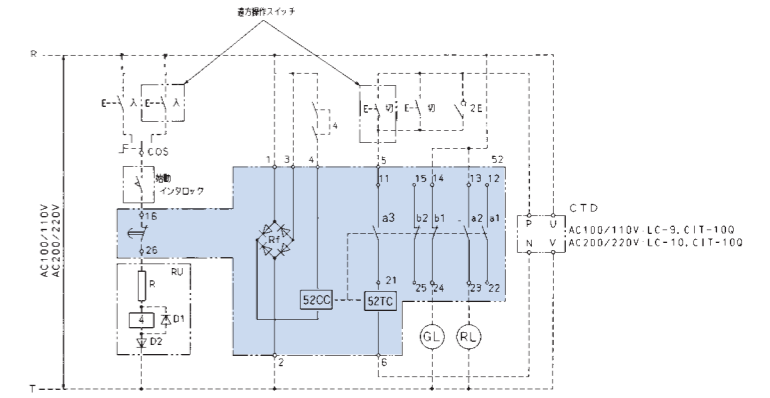 遠方操作スイッチ
R
E 入 E 入
E 切 E 切 2E
4
COS
始動
インタロック
1 3 4 5 52
11 15 14 13 12
16
26
Rf
a3 b2 b1 a2 a1
CTD
P U
N V
AC100/110V-LC-9,CIT-10Q
AC200/220V-LC-10,CIT-10Q
AC100/110V
AC200/220V
RU
R
4 D1
D2
21
52CC 52TC
25 24 23 22
GL RL
2 6
T